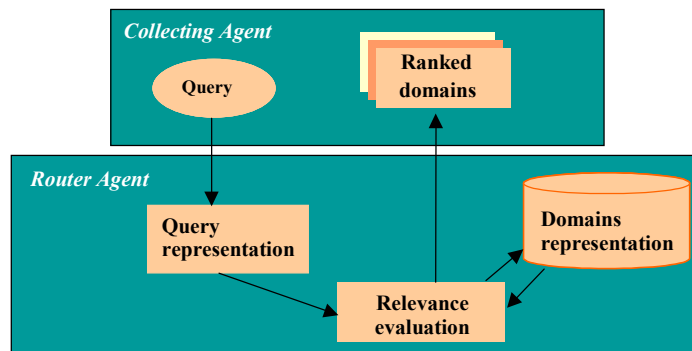 Collecting Agent
Query
Ranked
domains
Router Agent
Query
representation
Domains
representation
Relevance
evaluation